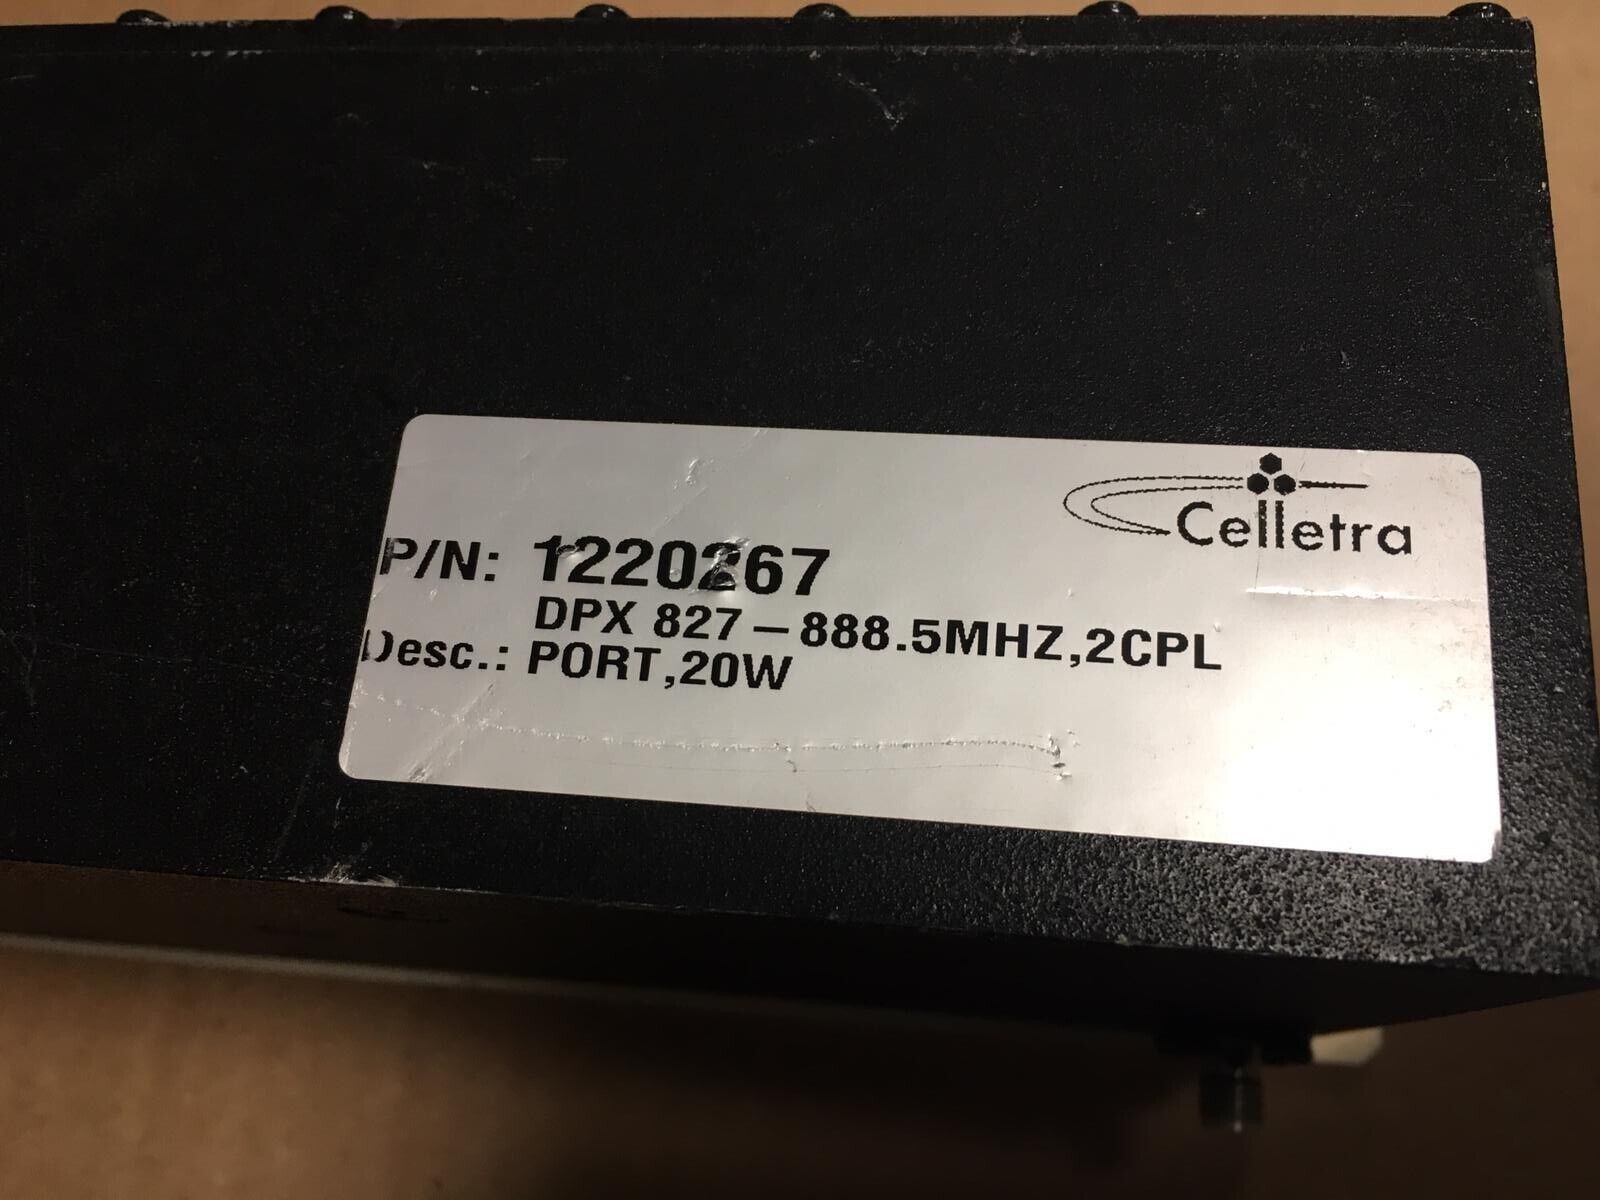 Celletra
P/N: 1220267
DPX 827-888.5MHZ,2CPL
Desc.: PORT,20W